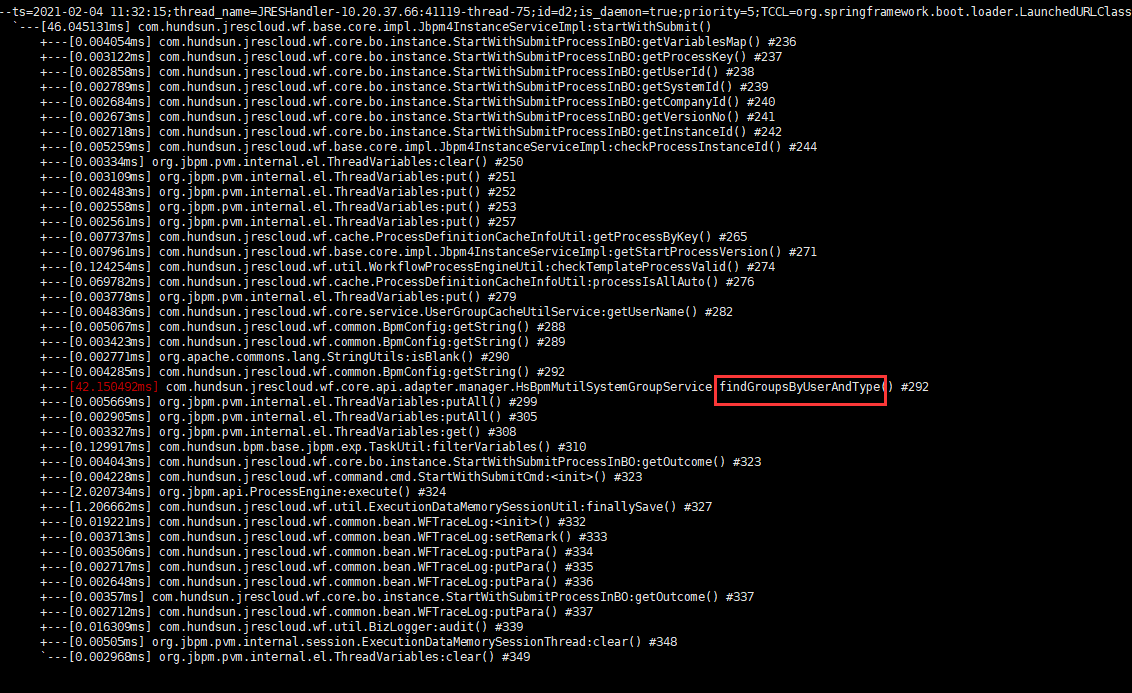 --ts=2021-02-04 11:32:15;thread_name=JRESHandler-10.20.37.66:41119-thread-75;id=d2;is_daemon=true;priority=5;TCCL=org.springframework.boot.loader.LaunchedURLClass
`---[46.045131ms] com.hundsun.jrescloud.wf.base.core.impl.Jbpm4InstanceServiceImpl:startWithSubmit()
+---[0.004054ms] com.hundsun.jrescloud.wf.core.bo.instance.StartWithSubmitProcessInBO:getVariablesMap() #236
+---[0.003122ms] com.hundsun.jrescloud.wf.core.bo.instance.StartWithSubmitProcessInBO:getProcessKey() #237
+---[0.002858ms] com.hundsun.jrescloud.wf.core.bo.instance.StartWithSubmitProcessInBO:getUserId() #238
+---[0.002789ms] com.hundsun.jrescloud.wf.core.bo.instance.StartWithSubmitProcessInBO:getSystemId() #239
+---[0.002684ms] com.hundsun.jrescloud.wf.core.bo.instance.StartWithSubmitProcessInBO:getCompanyId() #240
+---[0.002673ms] com.hundsun.jrescloud.wf.core.bo.instance.StartWithSubmitProcessInBO:getVersionNo() #241
+---[0.002718ms] com.hundsun.jrescloud.wf.core.bo.instance.StartWithSubmitProcessInBO:getInstanceId() #242
+---[0.005259ms] com.hundsun.jrescloud.wf.base.core.impl.Jbpm4InstanceServiceImpl:checkProcessInstanceId() #244
+---[0.00334ms] org.jbpm.pvm.internal.el.ThreadVariables:clear() #250
+---[0.003109ms] org.jbpm.pvm.internal.el.ThreadVariables:put() #251
+---[0.002483ms] org.jbpm.pvm.internal.el.ThreadVariables:put() #252
+---[0.002558ms] org.jbpm.pvm.internal.el.ThreadVariables:put() #253
+---[0.002561ms] org.jbpm.pvm.internal.el.ThreadVariables:put() #257
+---[0.007737ms] com.hundsun.jrescloud.wf.cache.ProcessDefinitionCacheInfoUtil:getProcessByKey() #265
+---[0.007961ms] com.hundsun.jrescloud.wf.base.core.impl.Jbpm4InstanceServiceImpl:getStartProcessVersion() #271
+---[0.124254ms] com.hundsun.jrescloud.wf.util.WorkflowProcessEngineUtil:checkTemplateProcessValid() #274
+---[0.069782ms] com.hundsun.jrescloud.wf.cache.ProcessDefinitionCacheInfoUtil:processIsAllAuto() #276
+---[0.003778ms] org.jbpm.pvm.internal.el.ThreadVariables:put() #279
+---[0.004836ms] com.hundsun.jrescloud.wf.core.service.UserGroupCacheUtilService:getUserName() #282
+---[0.005067ms] com.hundsun.jrescloud.wf.common.BpmConfig:getString() #288
+---[0.003423ms] com.hundsun.jrescloud.wf.common.BpmConfig:getString() #289
+---[0.002771ms] org.apache.commons.lang.StringUtils:isBlank() #290
+---[0.004285ms] com.hundsun.jrescloud.wf.common.BpmConfig:getString() #292
+---[42.150492ms] com.hundsun.jrescloud.wf.core.api.adapter.manager.HsBpmMutilSystemGroupService:findGroupsByUserAndType() #292
+---[0.005669ms] org.jbpm.pvm.internal.el.ThreadVariables:putAll() #299
+---[0.002905ms] org.jbpm.pvm.internal.el.ThreadVariables:putAll() #305
+---[0.003327ms] org.jbpm.pvm.internal.el.ThreadVariables:get() #308
+---[0.129917ms] com.hundsun.bpm.base.jbpm.exp.TaskUtil:filterVariables() #310
+---[0.004043ms] com.hundsun.jrescloud.wf.core.bo.instance.StartWithSubmitProcessInBO:getOutcome() #323
+---[0.004228ms] com.hundsun.jrescloud.wf.command.cmd.StartWithSubmitCmd:<init>() #323
+---[2.020734ms] org.jbpm.api.ProcessEngine:execute() #324
+---[1.206662ms] com.hundsun.jrescloud.wf.util.ExecutionDataMemorySessionUtil:finallySave() #327
+---[0.019221ms] com.hundsun.jrescloud.wf.common.bean.WFTraceLog:<init>() #332
+---[0.003713ms] com.hundsun.jrescloud.wf.common.bean.WFTraceLog:setRemark() #333
+---[0.003506ms] com.hundsun.jrescloud.wf.common.bean.WFTraceLog:putPara() #334
+---[0.002717ms] com.hundsun.jrescloud.wf.common.bean.WFTraceLog:putPara() #335
+---[0.002648ms] com.hundsun.jrescloud.wf.common.bean.WFTraceLog:putPara() #336
+---[0.00357ms] com.hundsun.jrescloud.wf.core.bo.instance.StartWithSubmitProcessInBO:getOutcome() #337
+---[0.002712ms] com.hundsun.jrescloud.wf.common.bean.WFTraceLog:putPara() #337
+---[0.016309ms] com.hundsun.jrescloud.wf.util.BizLogger:audit() #339
+---[0.00505ms] org.jbpm.pvm.internal.session.ExecutionDataMemorySessionThread:clear() #348
`---[0.002968ms] org.jbpm.pvm.internal.el.ThreadVariables:clear() #349